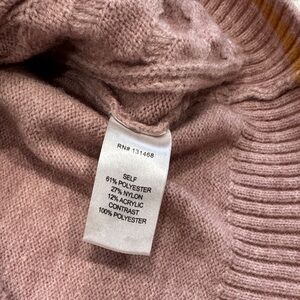 RN# 131468
SELF
61% POLYESTER
27% NYLON
12% ACRYLIC
CONTRAST
100% POLYESTER